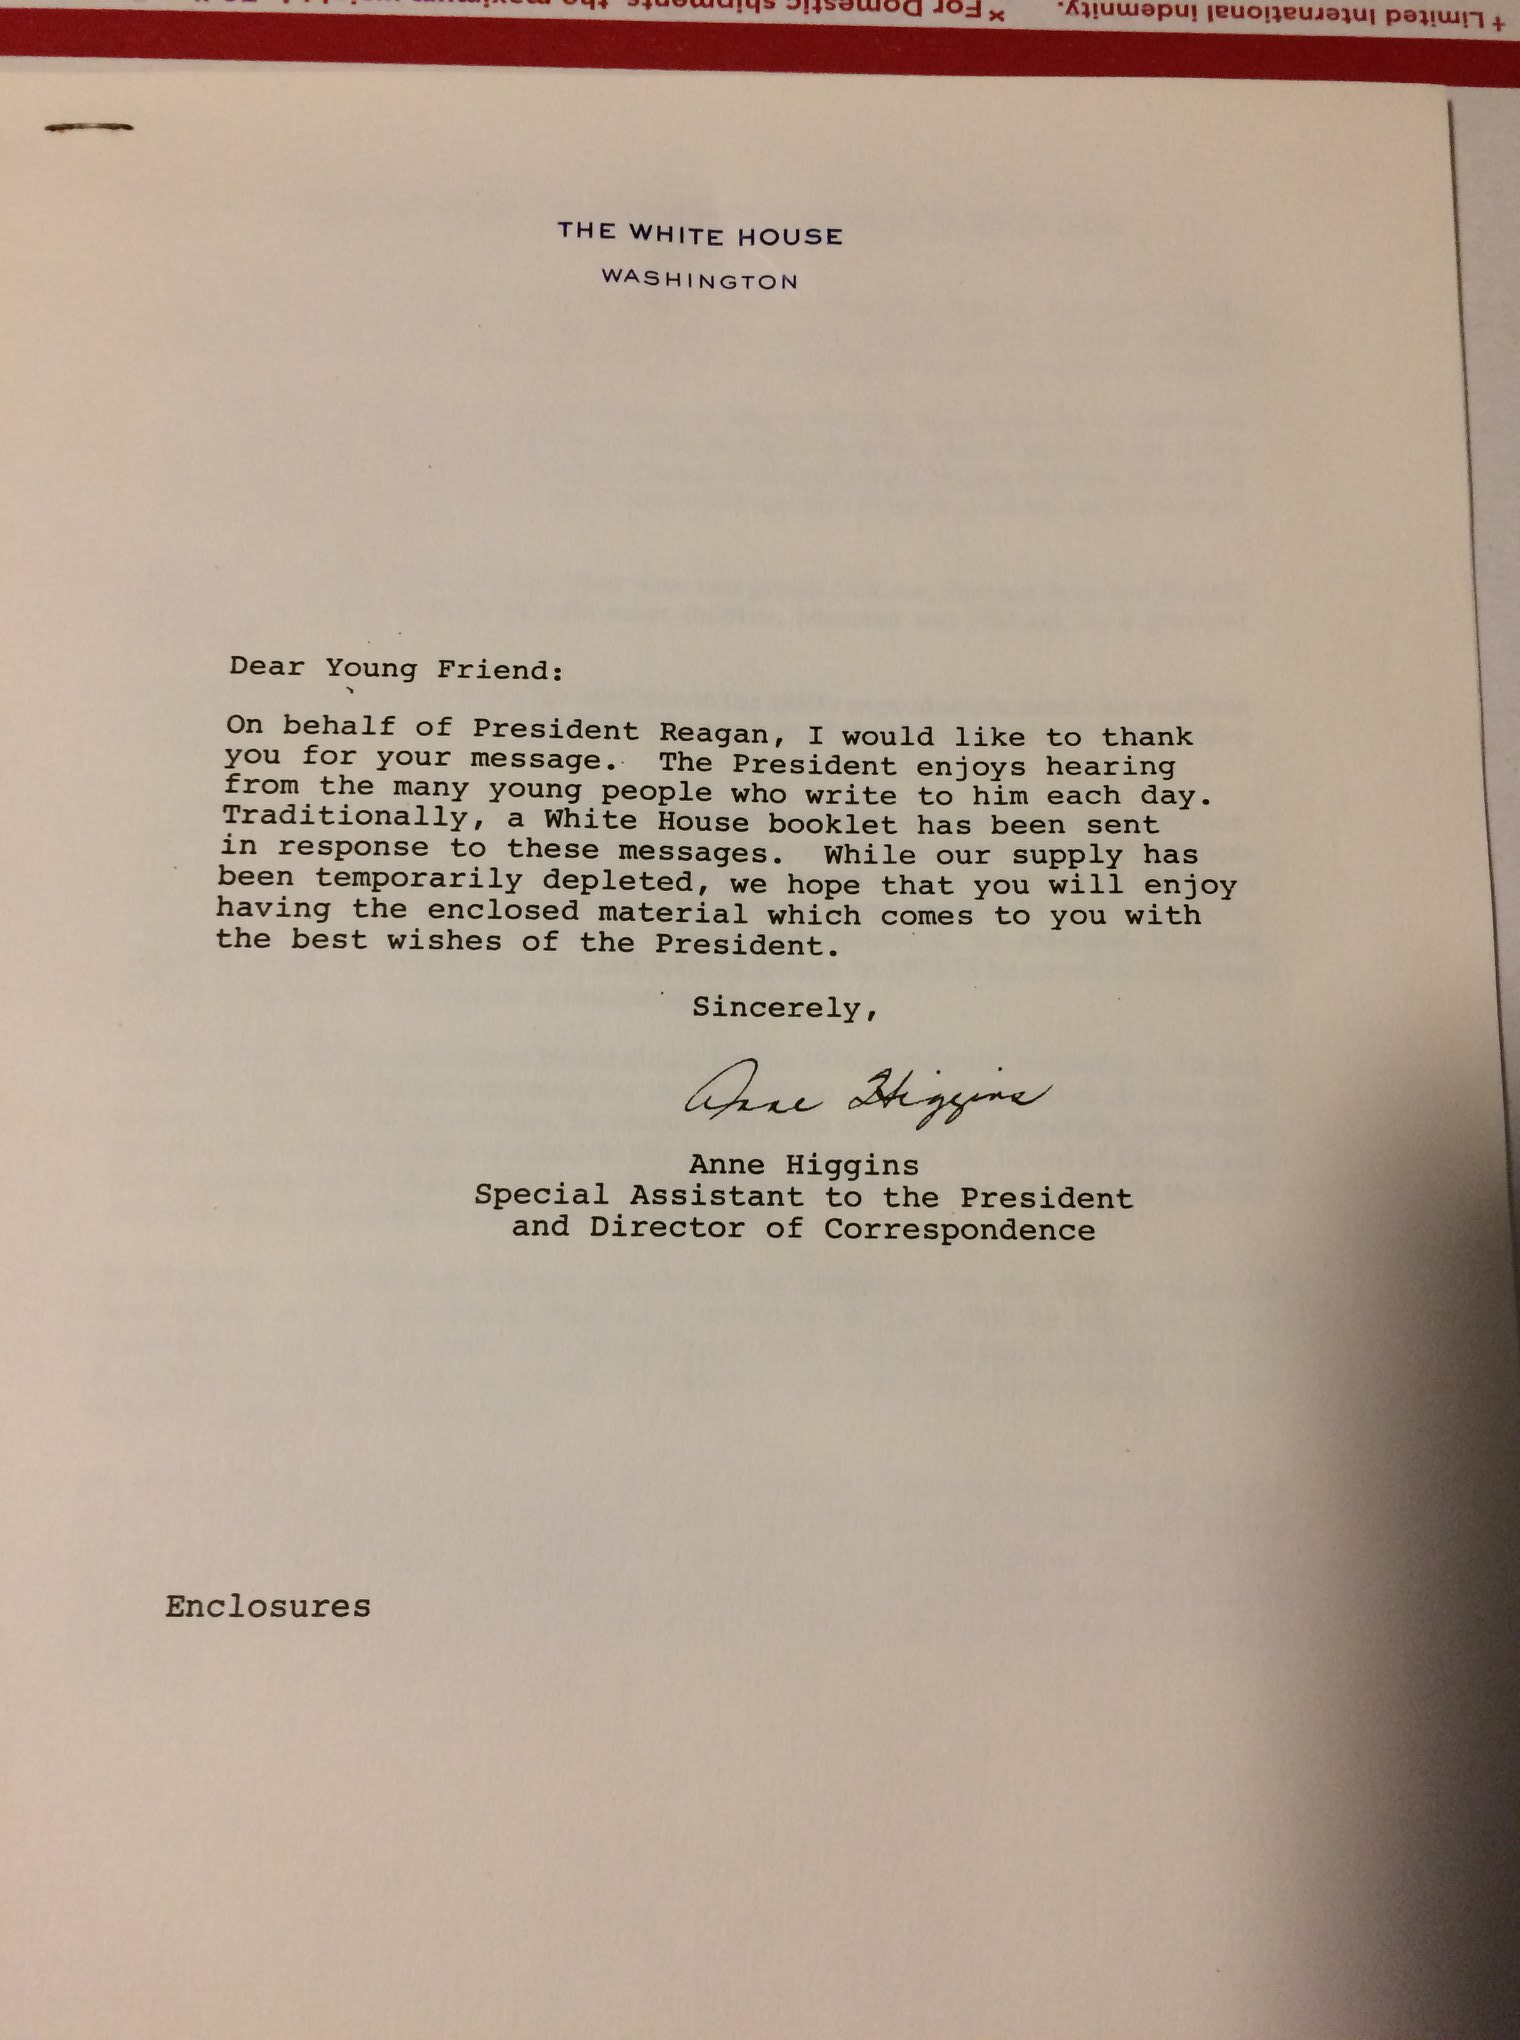 † Limited International indemnity. × For Domestic shipments, the maximum
THE WHITE HOUSE
WASHINGTON
Dear Young Friend:
On behalf of President Reagan, I would like to thank
you for your message. The President enjoys hearing
from the many young people who write to him each day.
Traditionally, a White House booklet has been sent
in response to these messages. While our supply has
been temporarily depleted, we hope that you will enjoy
having the enclosed material which comes to you with
the best wishes of the President.
Sincerely,
Anne Higgins
Anne Higgins
Special Assistant to the President
and Director of Correspondence
Enclosures